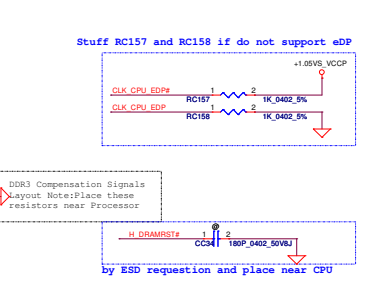 Stuff RC157 and RC158 if do not support eDP
+1.05VS_VCCP
CLK_CPU_EDP# 1 2
RC157 1K_0402_5%
CLK_CPU_EDP 1 2
RC158 1K_0402_5%
DDR3 Compensation Signals
Layout Note:Place these
resistors near Processor
@
H_DRAMRST# 1 2
CC34 180P_0402_50V8J
by ESD requestion and place near CPU